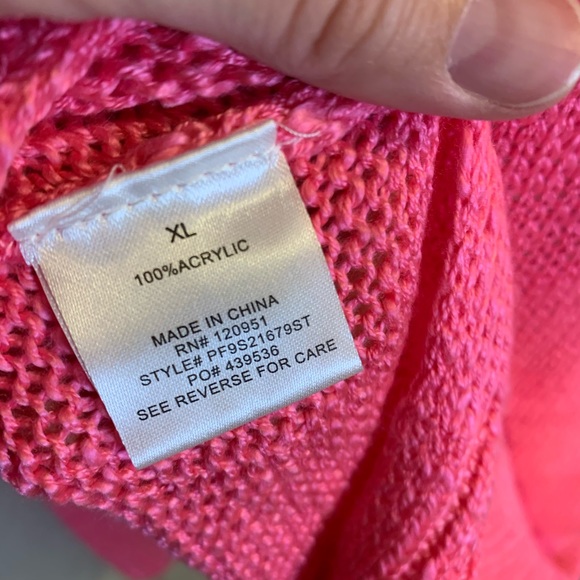 XL
100%ACRYLIC
MADE IN CHINA
RN# 120951
STYLE# PF9S21679ST
PO# 439536
SEE REVERSE FOR CARE